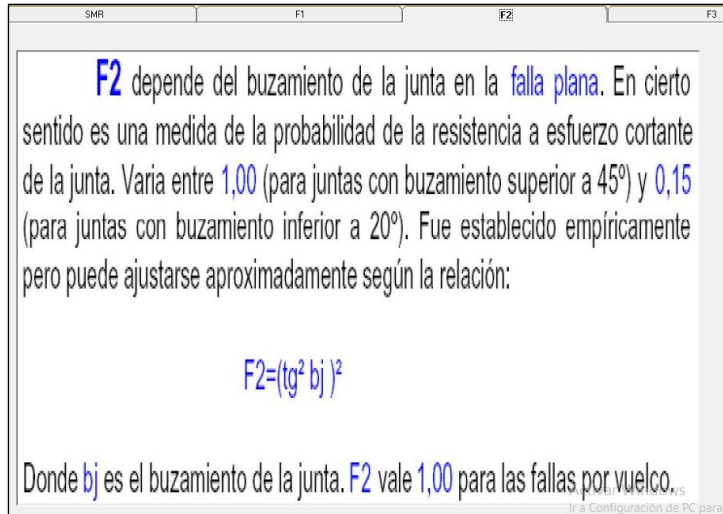 SMR F1 F2 F3
F2 depende del buzamiento de la junta en la falla plana. En cierto
sentido es una medida de la probabilidad de la resistencia a esfuerzo cortante
de la junta. Varia entre 1,00 (para juntas con buzamiento superior a 45º) y 0,15
(para juntas con buzamiento inferior a 20º). Fue establecido empíricamente
pero puede ajustarse aproximadamente según la relación:
F2=(tg² bj )²
Donde bj es el buzamiento de la junta. F2 vale 1,00 para las fallas por vuelco.
Activar Windows
Ir a Configuración de PC para